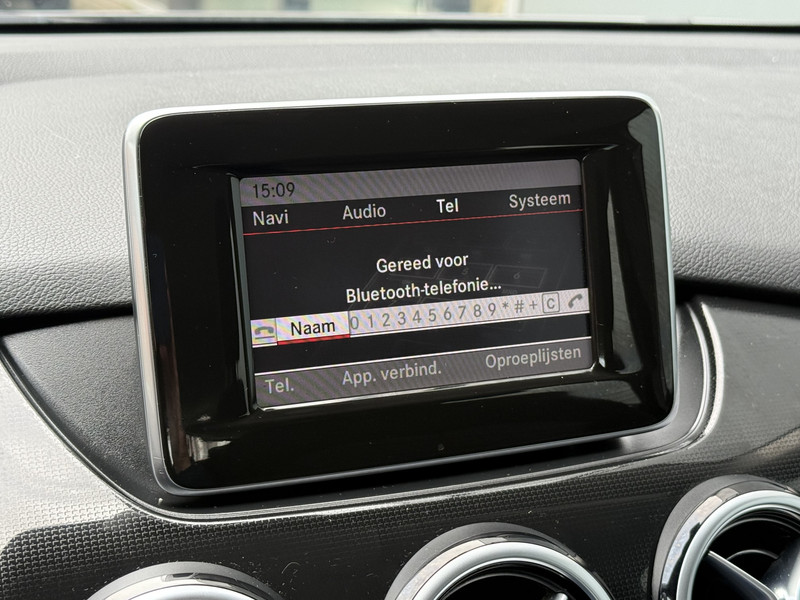 15:09
Navi Audio Tel Systeem
Gereed voor
Bluetooth-telefonie...
Naam 0 1 2 3 4 5 6 7 8 9 * # + C
Tel. App. verbind. Oproeplijsten